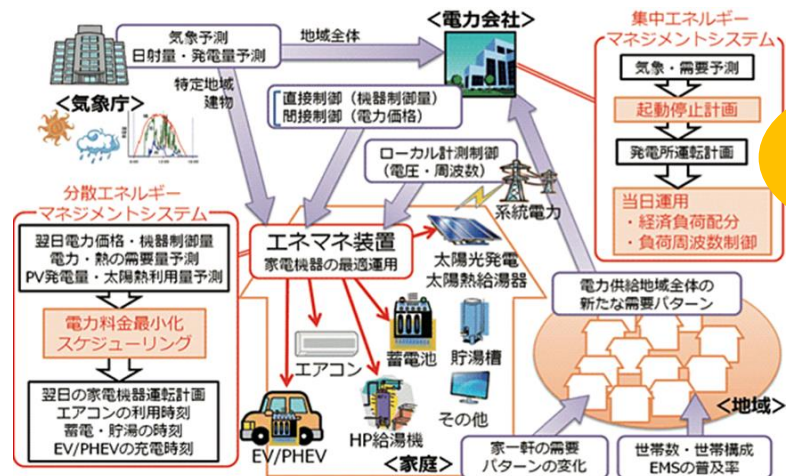 <電力会社>
気象予測
日射量・発電量予測
地域全体
特定地域
建物
<気象庁>
直接制御（機器制御量）
間接制御（電力価格）
ローカル計測制御
（電圧・周波数）
系統電力
集中エネルギー
マネジメントシステム
気象・需要予測
起動停止計画
発電所運転計画
当日運用
・経済負荷配分
・負荷周波数制御
分散エネルギー
マネジメントシステム
翌日電力価格・機器制御量
電力・熱の需要量予測
PV発電量・太陽熱利用量予測
電力料金最小化
スケジューリング
翌日の家電機器運転計画
エアコンの利用時刻
蓄電・貯湯の時刻
EV/PHEVの充電時刻
エネマネ装置
家電機器の最適運用
太陽光発電
太陽熱給湯器
エアコン
蓄電池
貯湯槽
EV/PHEV
HP給湯機
その他
<家庭>
電力供給地域全体の
新たな需要パターン
<地域>
家一軒の需要
パターンの変化
世帯数・世帯構成
EMSの普及率